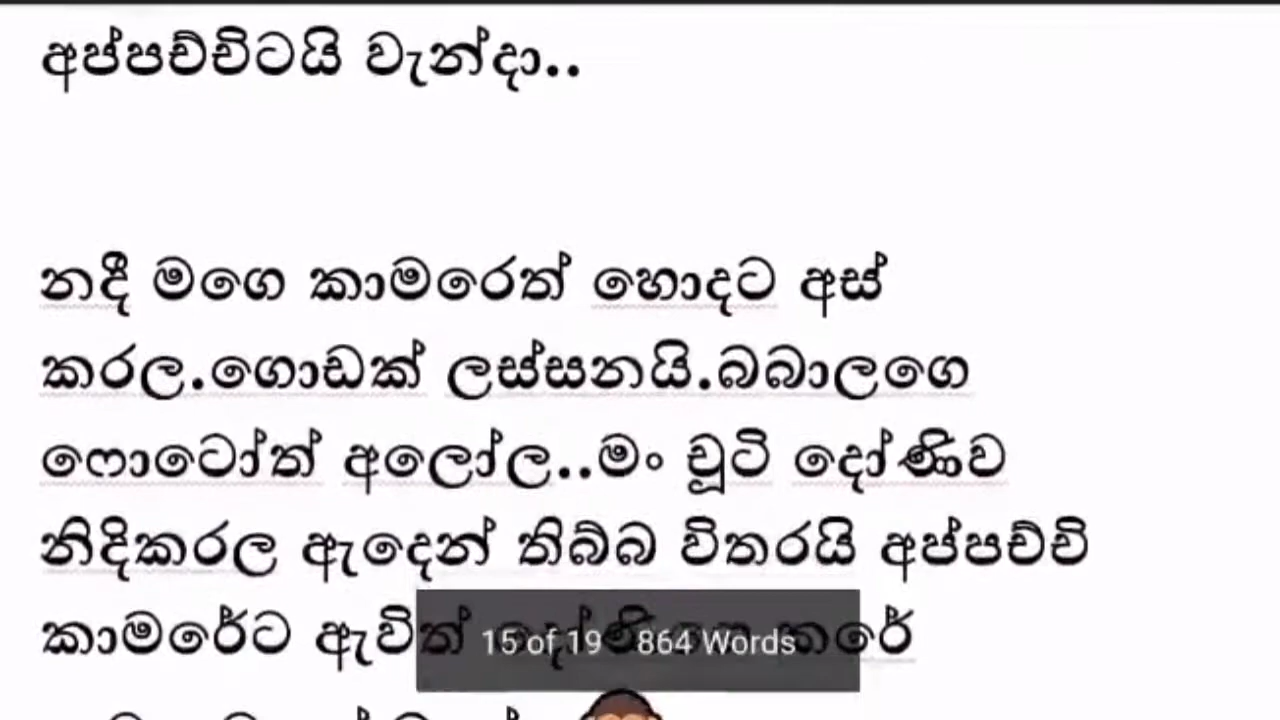 අප්පච්චිටයි වැන්දා..
නදී මගෙ කාමරෙත් හොදට අස්
කරල.ගොඩක් ලස්සනයි.බබාලගෙ
ෆොටෝත් අලෝල..මං චූටි දෝණිව
නිදිකරල ඇදෙන් තිබ්බ විතරයි අප්පච්චි
කාමරේට ඇවිත් කරේ
15 of 19 864 Words